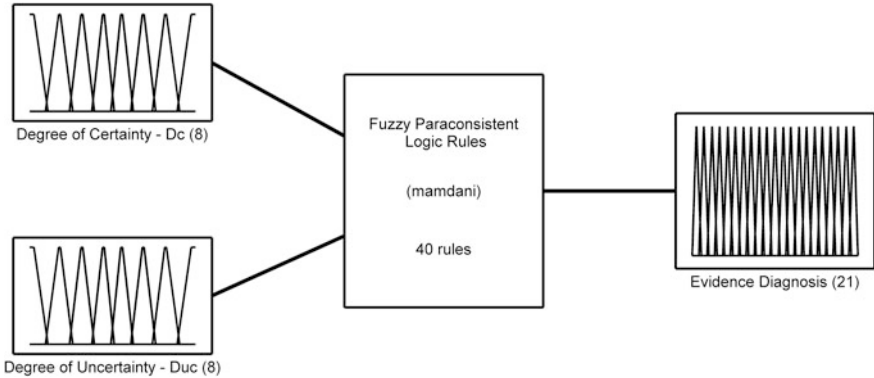 Degree of Certainty - Dc (8)
Fuzzy Paraconsistent
Logic Rules
(mamdani)
40 rules
Evidence Diagnosis (21)
Degree of Uncertainty - Duc (8)